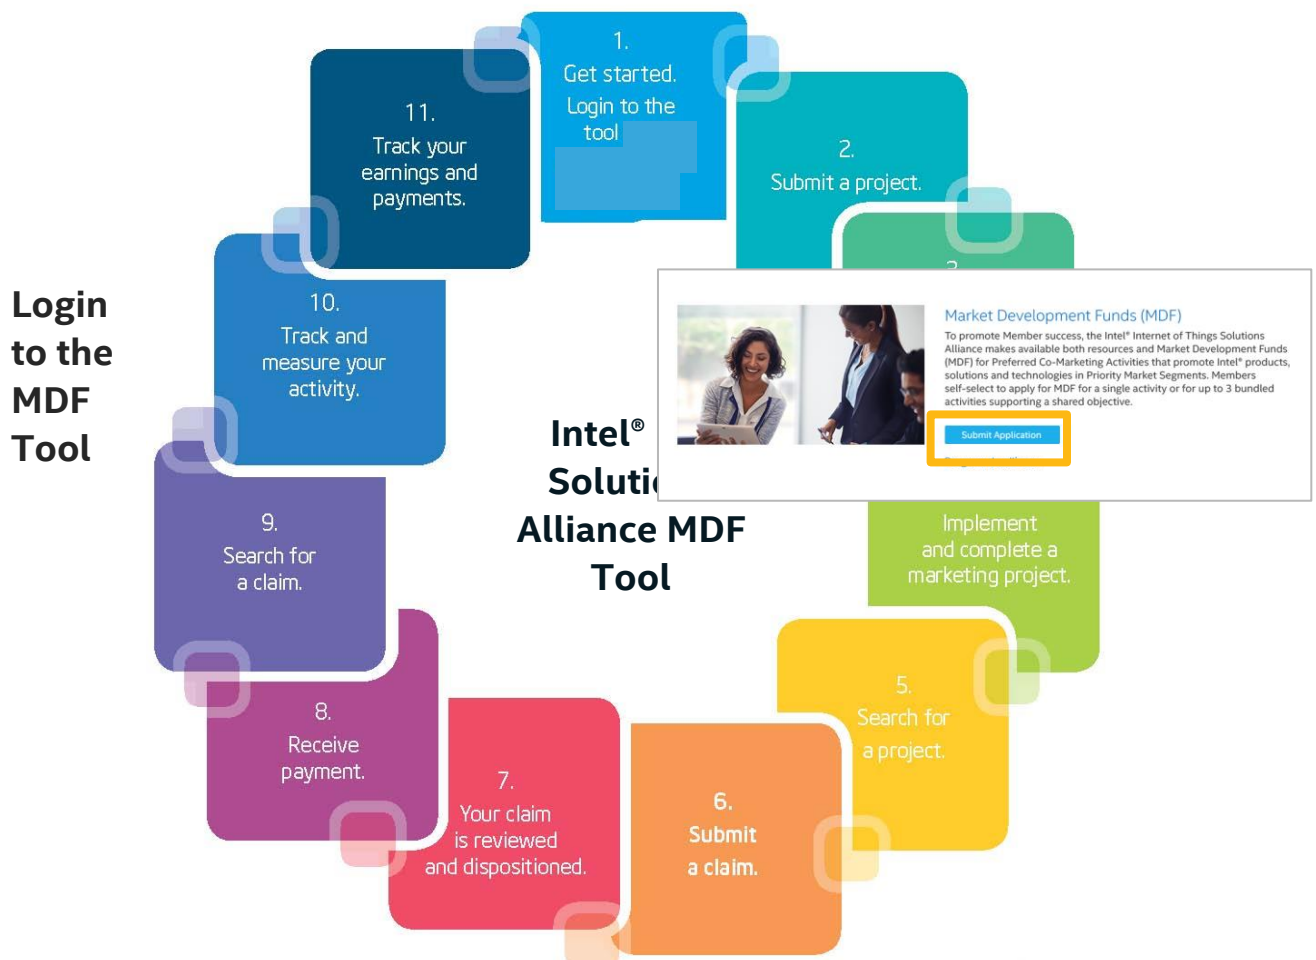 Login
to the
MDF
Tool
1.
Get started.
Login to the
tool
2.
Submit a project.
Market Development Funds (MDF)
To promote Member success, the Intel® Internet of Things Solutions
Alliance makes available both resources and Market Development Funds
(MDF) for Preferred Co-Marketing Activities that promote Intel® products,
solutions and technologies in Priority Market Segments. Members
self-select to apply for MDF for a single activity or for up to 3 bundled
activities supporting a shared objective.
Submit Application
Implement
and complete a
marketing project.
5.
Search for
a project.
6.
Submit
a claim.
7.
Your claim
is reviewed
and dispositioned.
8.
Receive
payment.
9.
Search for
a claim.
10.
Track and
measure your
activity.
11.
Track your
earnings and
payments.
Intel®
Alliance MDF
Tool